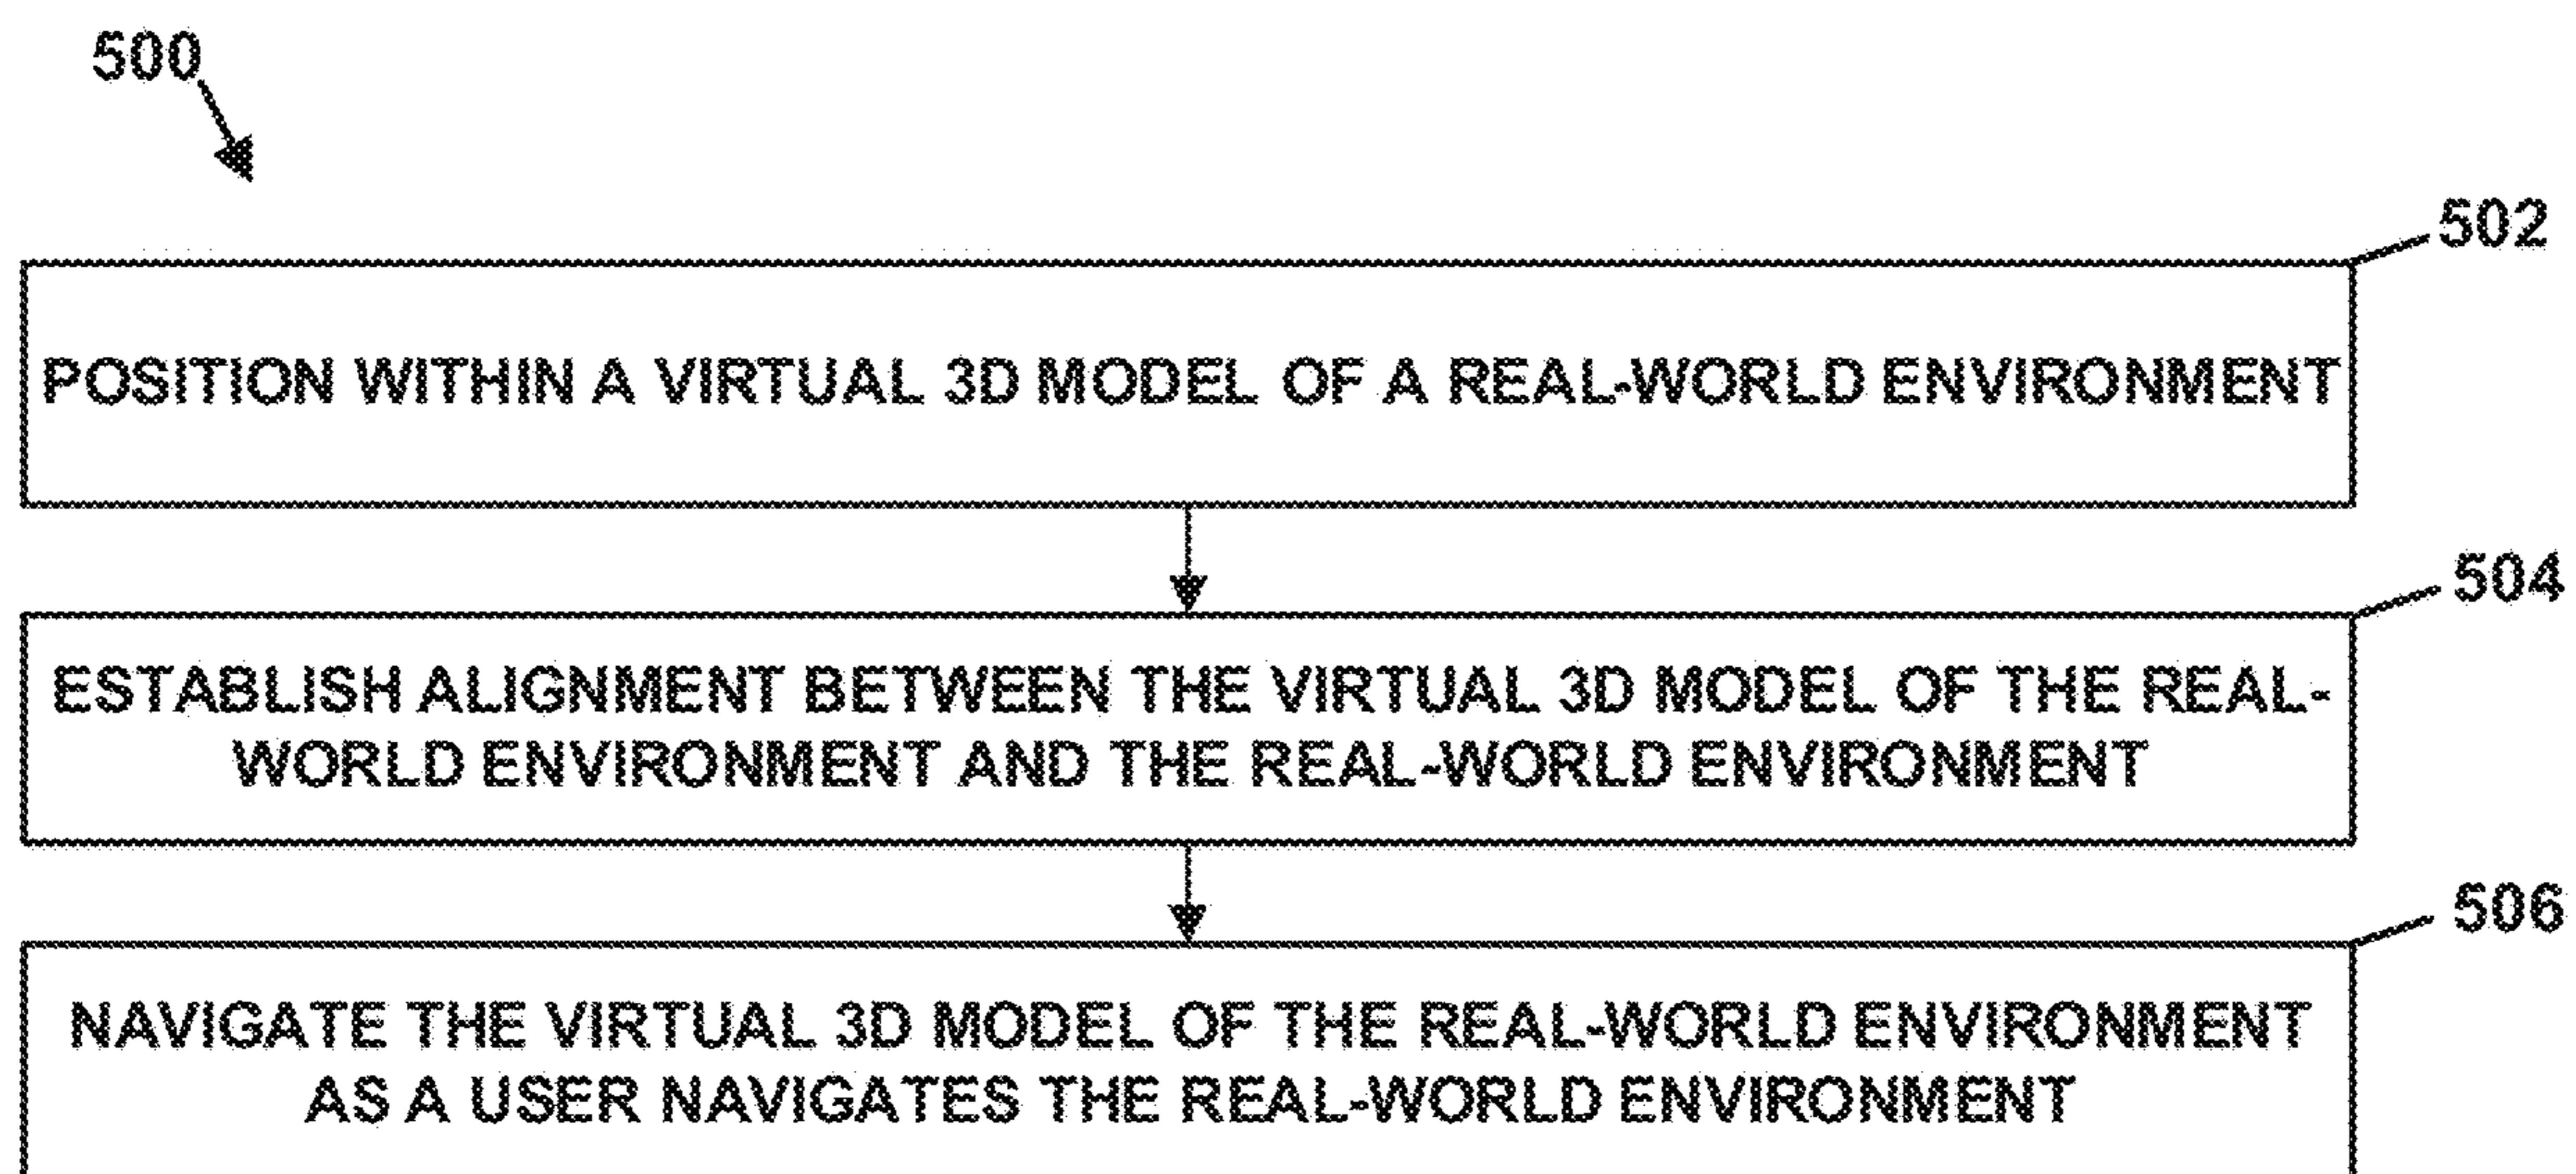 500
502
POSITION WITHIN A VIRTUAL 3D MODEL OF A REAL-WORLD ENVIRONMENT
504
ESTABLISH ALIGNMENT BETWEEN THE VIRTUAL 3D MODEL OF THE REAL-
WORLD ENVIRONMENT AND THE REAL-WORLD ENVIRONMENT
506
NAVIGATE THE VIRTUAL 3D MODEL OF THE REAL-WORLD ENVIRONMENT
AS A USER NAVIGATES THE REAL-WORLD ENVIRONMENT